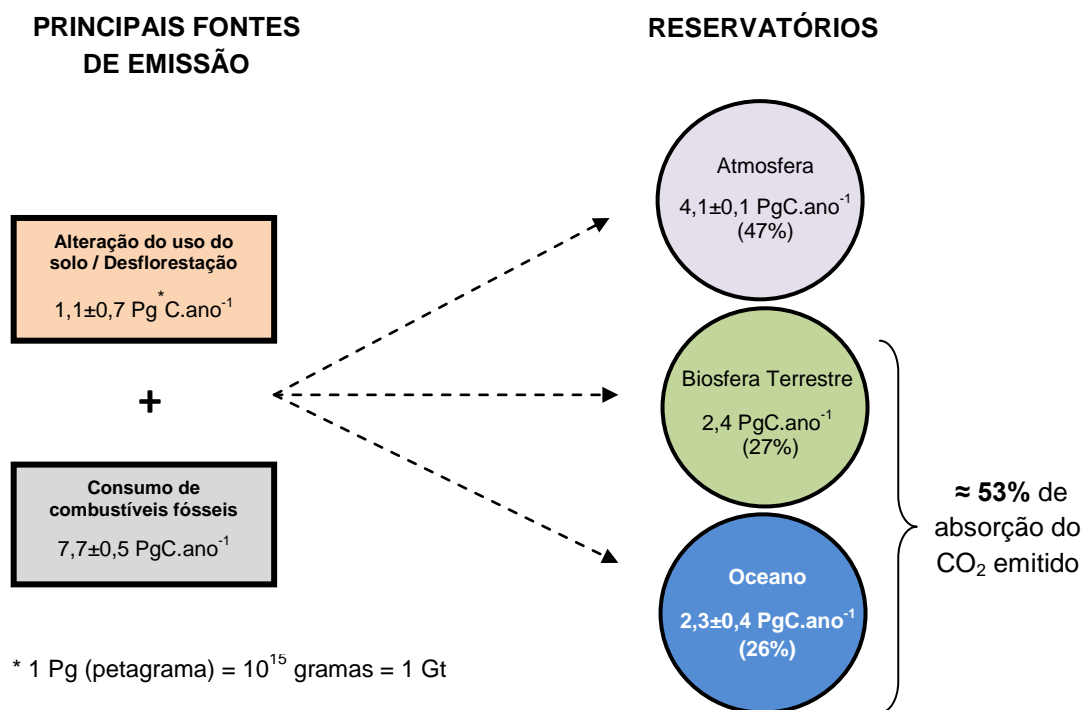 PRINCIPAIS FONTES
DE EMISSÃO
RESERVATÓRIOS
Alteração do uso do
solo / Desflorestação
1,1±0,7 Pg*C.ano⁻¹
+
Consumo de
combustíveis fósseis
7,7±0,5 PgC.ano⁻¹
* 1 Pg (petagrama) = 10¹⁵ gramas = 1 Gt
Atmosfera
4,1±0,1 PgC.ano⁻¹
(47%)
Biosfera Terrestre
2,4 PgC.ano⁻¹
(27%)
Oceano
2,3±0,4 PgC.ano⁻¹
(26%)
≈ 53% de
absorção do
CO₂ emitido